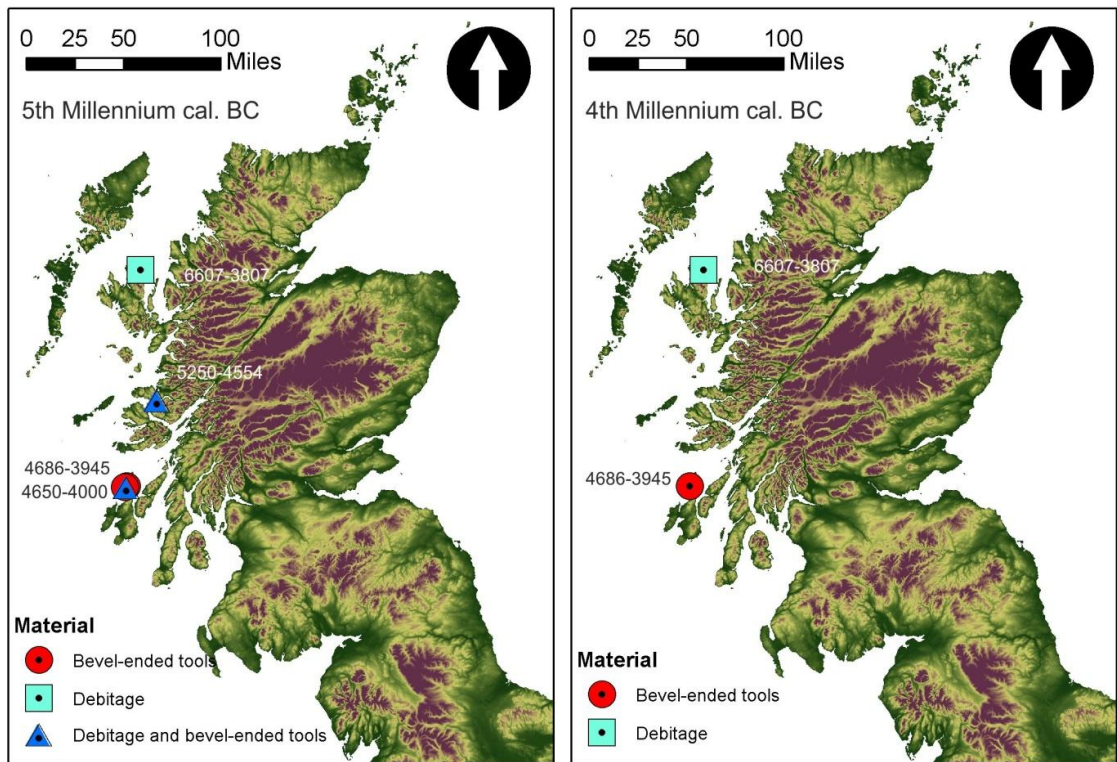 0 25 50 100
Miles
5th Millennium cal. BC
6607-3807
5250-4554
4686-3945
4650-4000
Material
Bevel-ended tools
Debitage
Debitage and bevel-ended tools
0 25 50 100
Miles
4th Millennium cal. BC
6607-3807
4686-3945
Material
Bevel-ended tools
Debitage